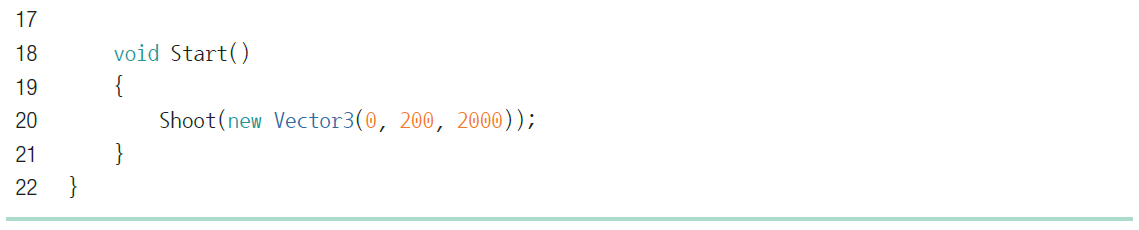 17
18 void Start()
19 {
20 Shoot(new Vector3(0, 200, 2000));
21 }
22 }